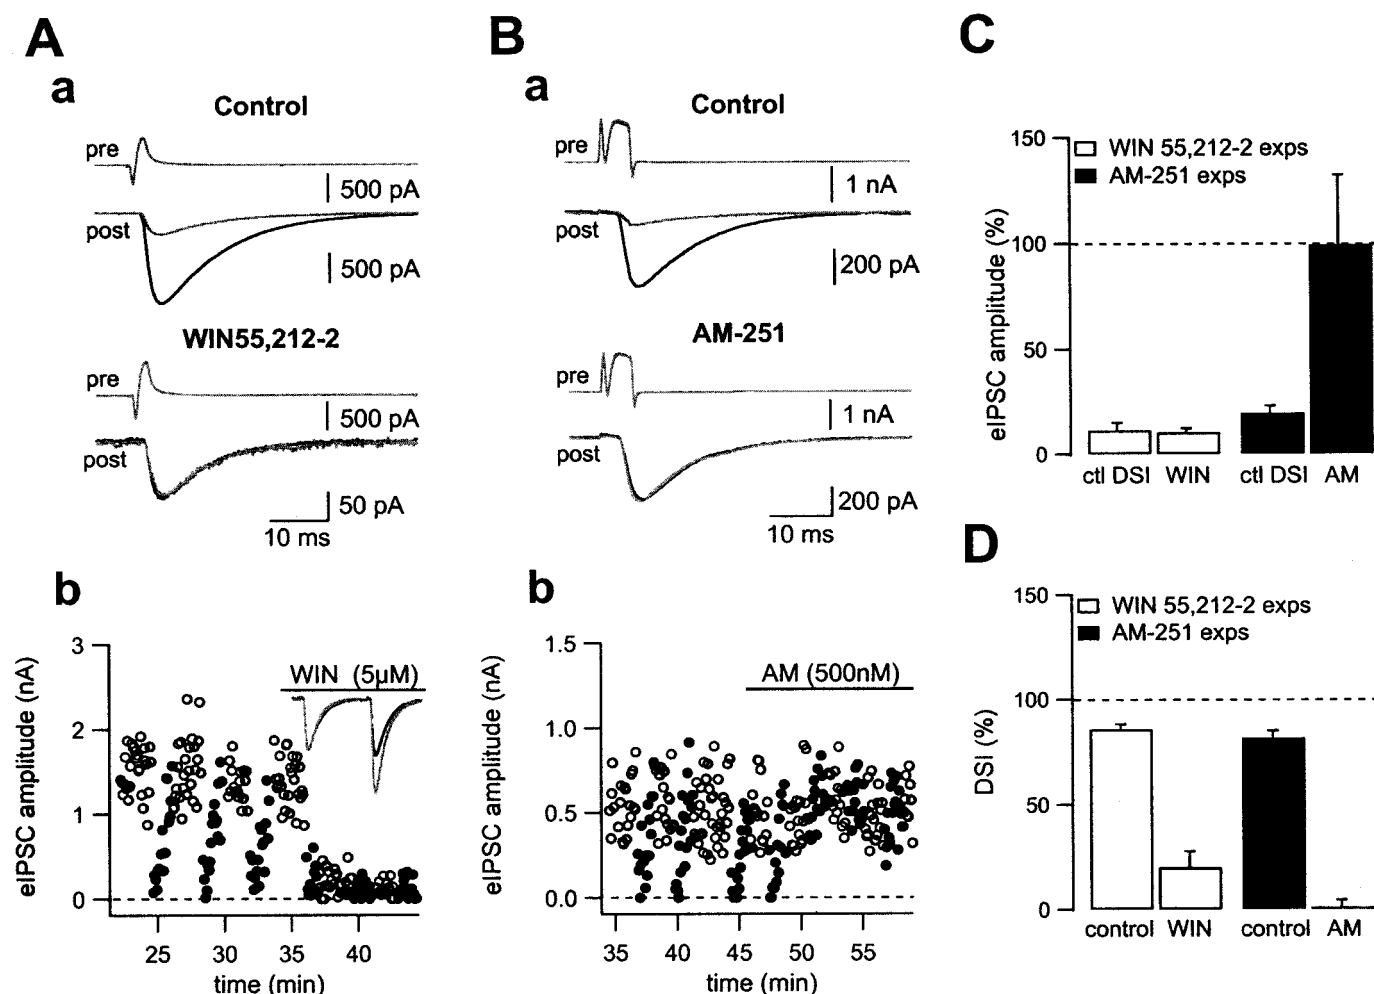 A
a
Control
pre
500 pA
post
500 pA
WIN55,212-2
pre
500 pA
post
50 pA
10 ms
b
3
2
1
0
eIPSC amplitude (nA)
WIN (5µM)
25 30 35 40
time (min)
B
a
Control
pre
1 nA
post
200 pA
AM-251
pre
1 nA
post
200 pA
10 ms
b
1.5
1.0
0.5
0.0
eIPSC amplitude (nA)
AM (500nM)
35 40 45 50 55
time (min)
C
150
100
50
0
eIPSC amplitude (%)
WIN 55,212-2 exps
AM-251 exps
ctl DSI WIN ctl DSI AM
D
150
100
50
0
DSI (%)
WIN 55,212-2 exps
AM-251 exps
control WIN control AM